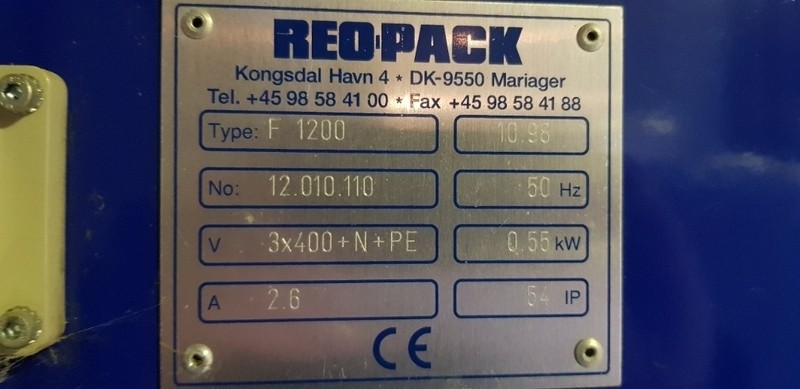 REO-PACK
Kongsdal Havn 4 * DK-9550 Mariager
Tel. +45 98 58 41 00 * Fax +45 98 58 41 88
Type: F 1200 10.98
No: 12.010.110 50 Hz
V 3x400+N+PE 0.55 kW
A 2.6 54 IP
CE